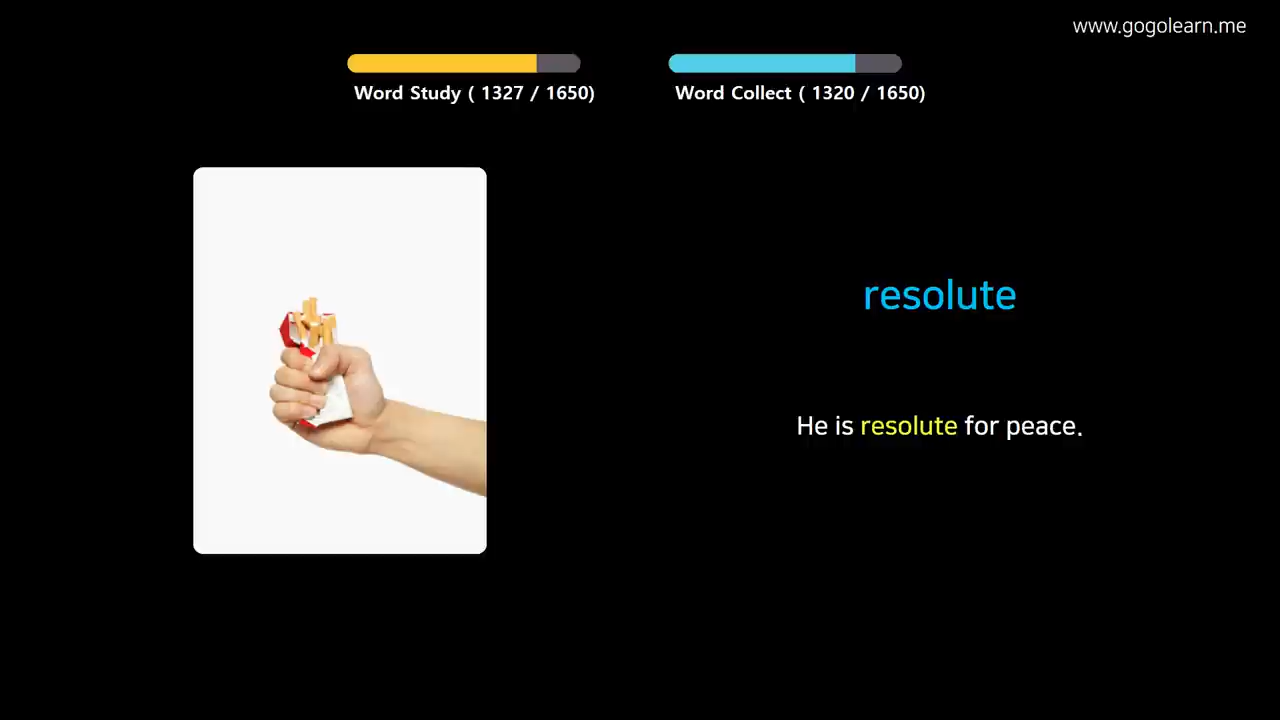 www.gogolearn.me
Word Study ( 1327 / 1650)
Word Collect ( 1320 / 1650)
resolute
He is resolute for peace.